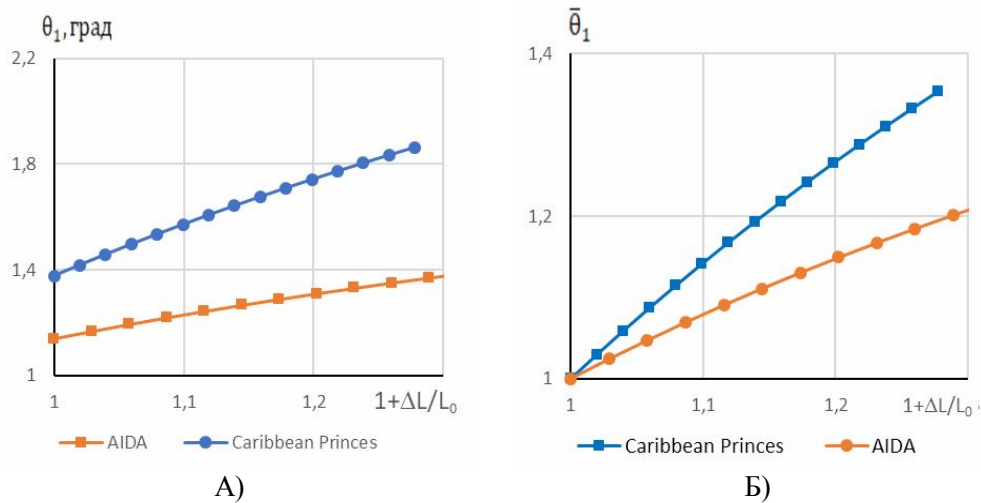 θ₁, град
2,2
1,8
1,4
1
1
1,1
1,2
1+ΔL/L₀
AIDA
Caribbean Princes
А)
θ̅₁
1,4
1,2
1
1
1,1
1,2
1+ΔL/L₀
Caribbean Princes
AIDA
Б)